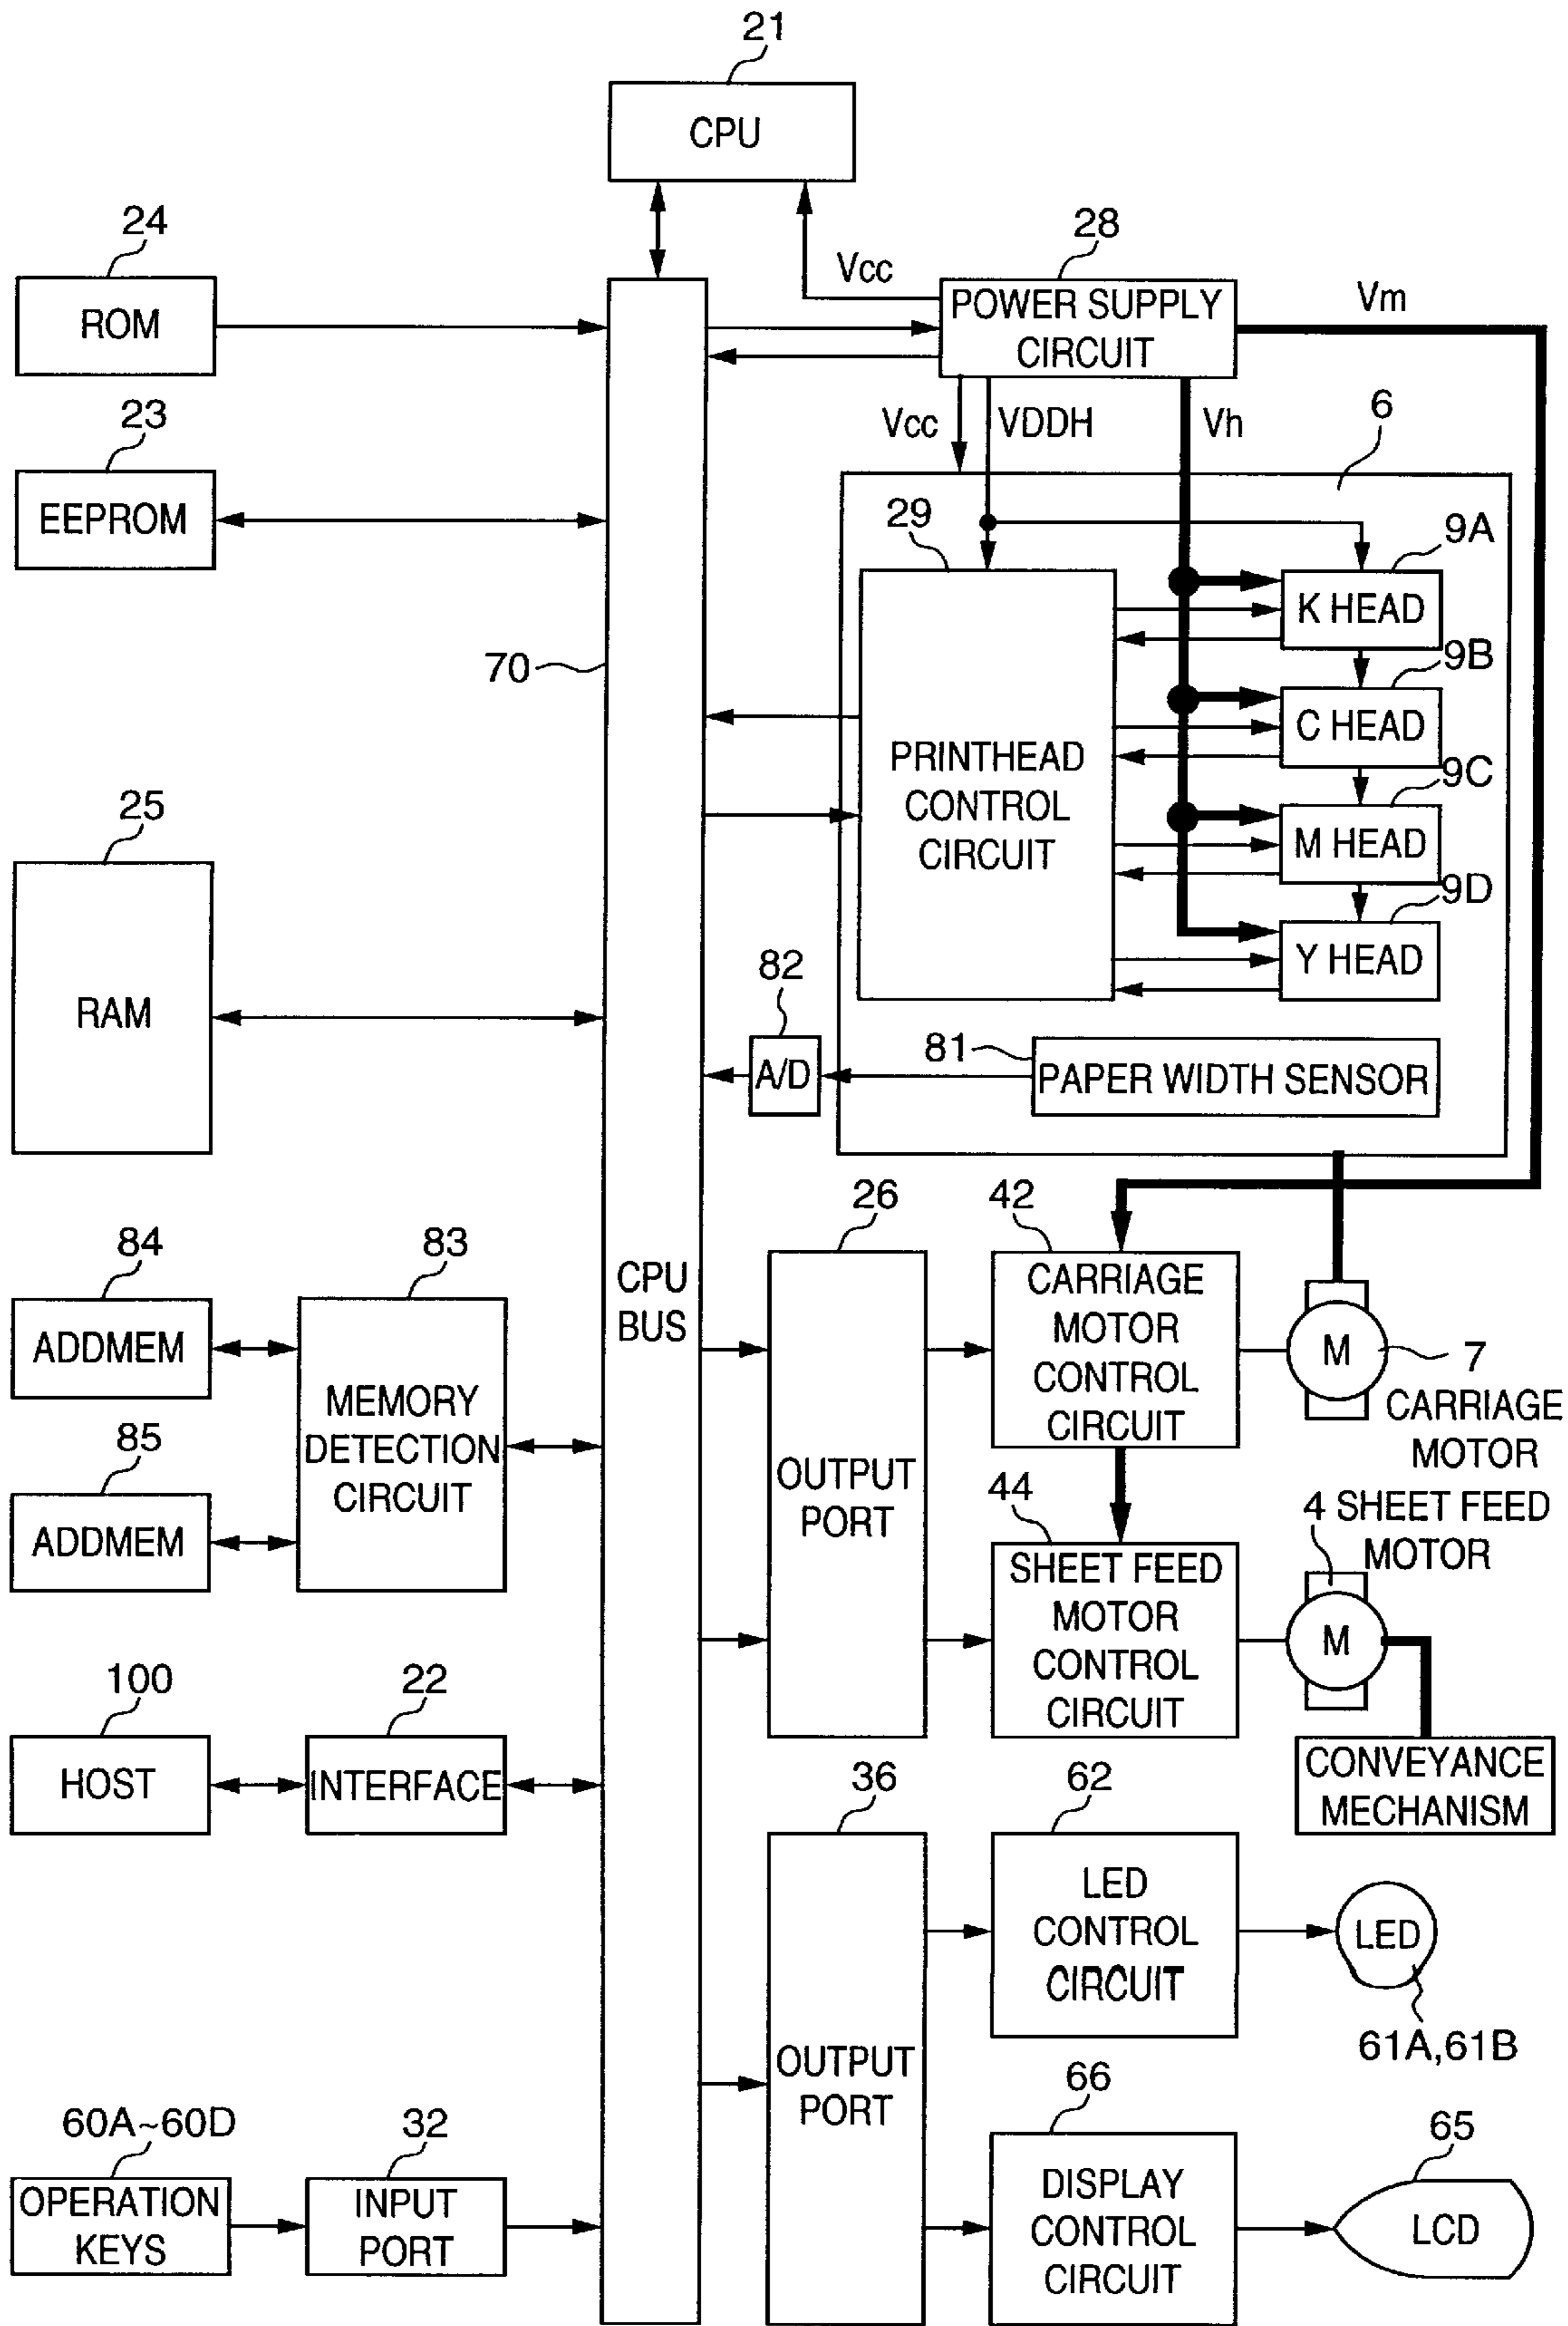 21
CPU
24
ROM
28
Vcc
POWER SUPPLY
CIRCUIT
Vm
23
EEPROM
Vcc
VDDH
Vh
6
29
9A
K HEAD
70
9B
C HEAD
PRINTHEAD
CONTROL
CIRCUIT
9C
M HEAD
9D
Y HEAD
25
RAM
82
A/D
81
PAPER WIDTH SENSOR
84
ADDMEM
83
MEMORY
DETECTION
CIRCUIT
85
ADDMEM
CPU
BUS
26
OUTPUT
PORT
42
CARRIAGE
MOTOR
CONTROL
CIRCUIT
M
7
CARRIAGE
MOTOR
44
SHEET FEED
MOTOR
CONTROL
CIRCUIT
4 SHEET FEED
MOTOR
M
CONVEYANCE
MECHANISM
100
HOST
22
INTERFACE
36
OUTPUT
PORT
62
LED
CONTROL
CIRCUIT
LED
61A,61B
60A~60D
OPERATION
KEYS
32
INPUT
PORT
66
DISPLAY
CONTROL
CIRCUIT
65
LCD